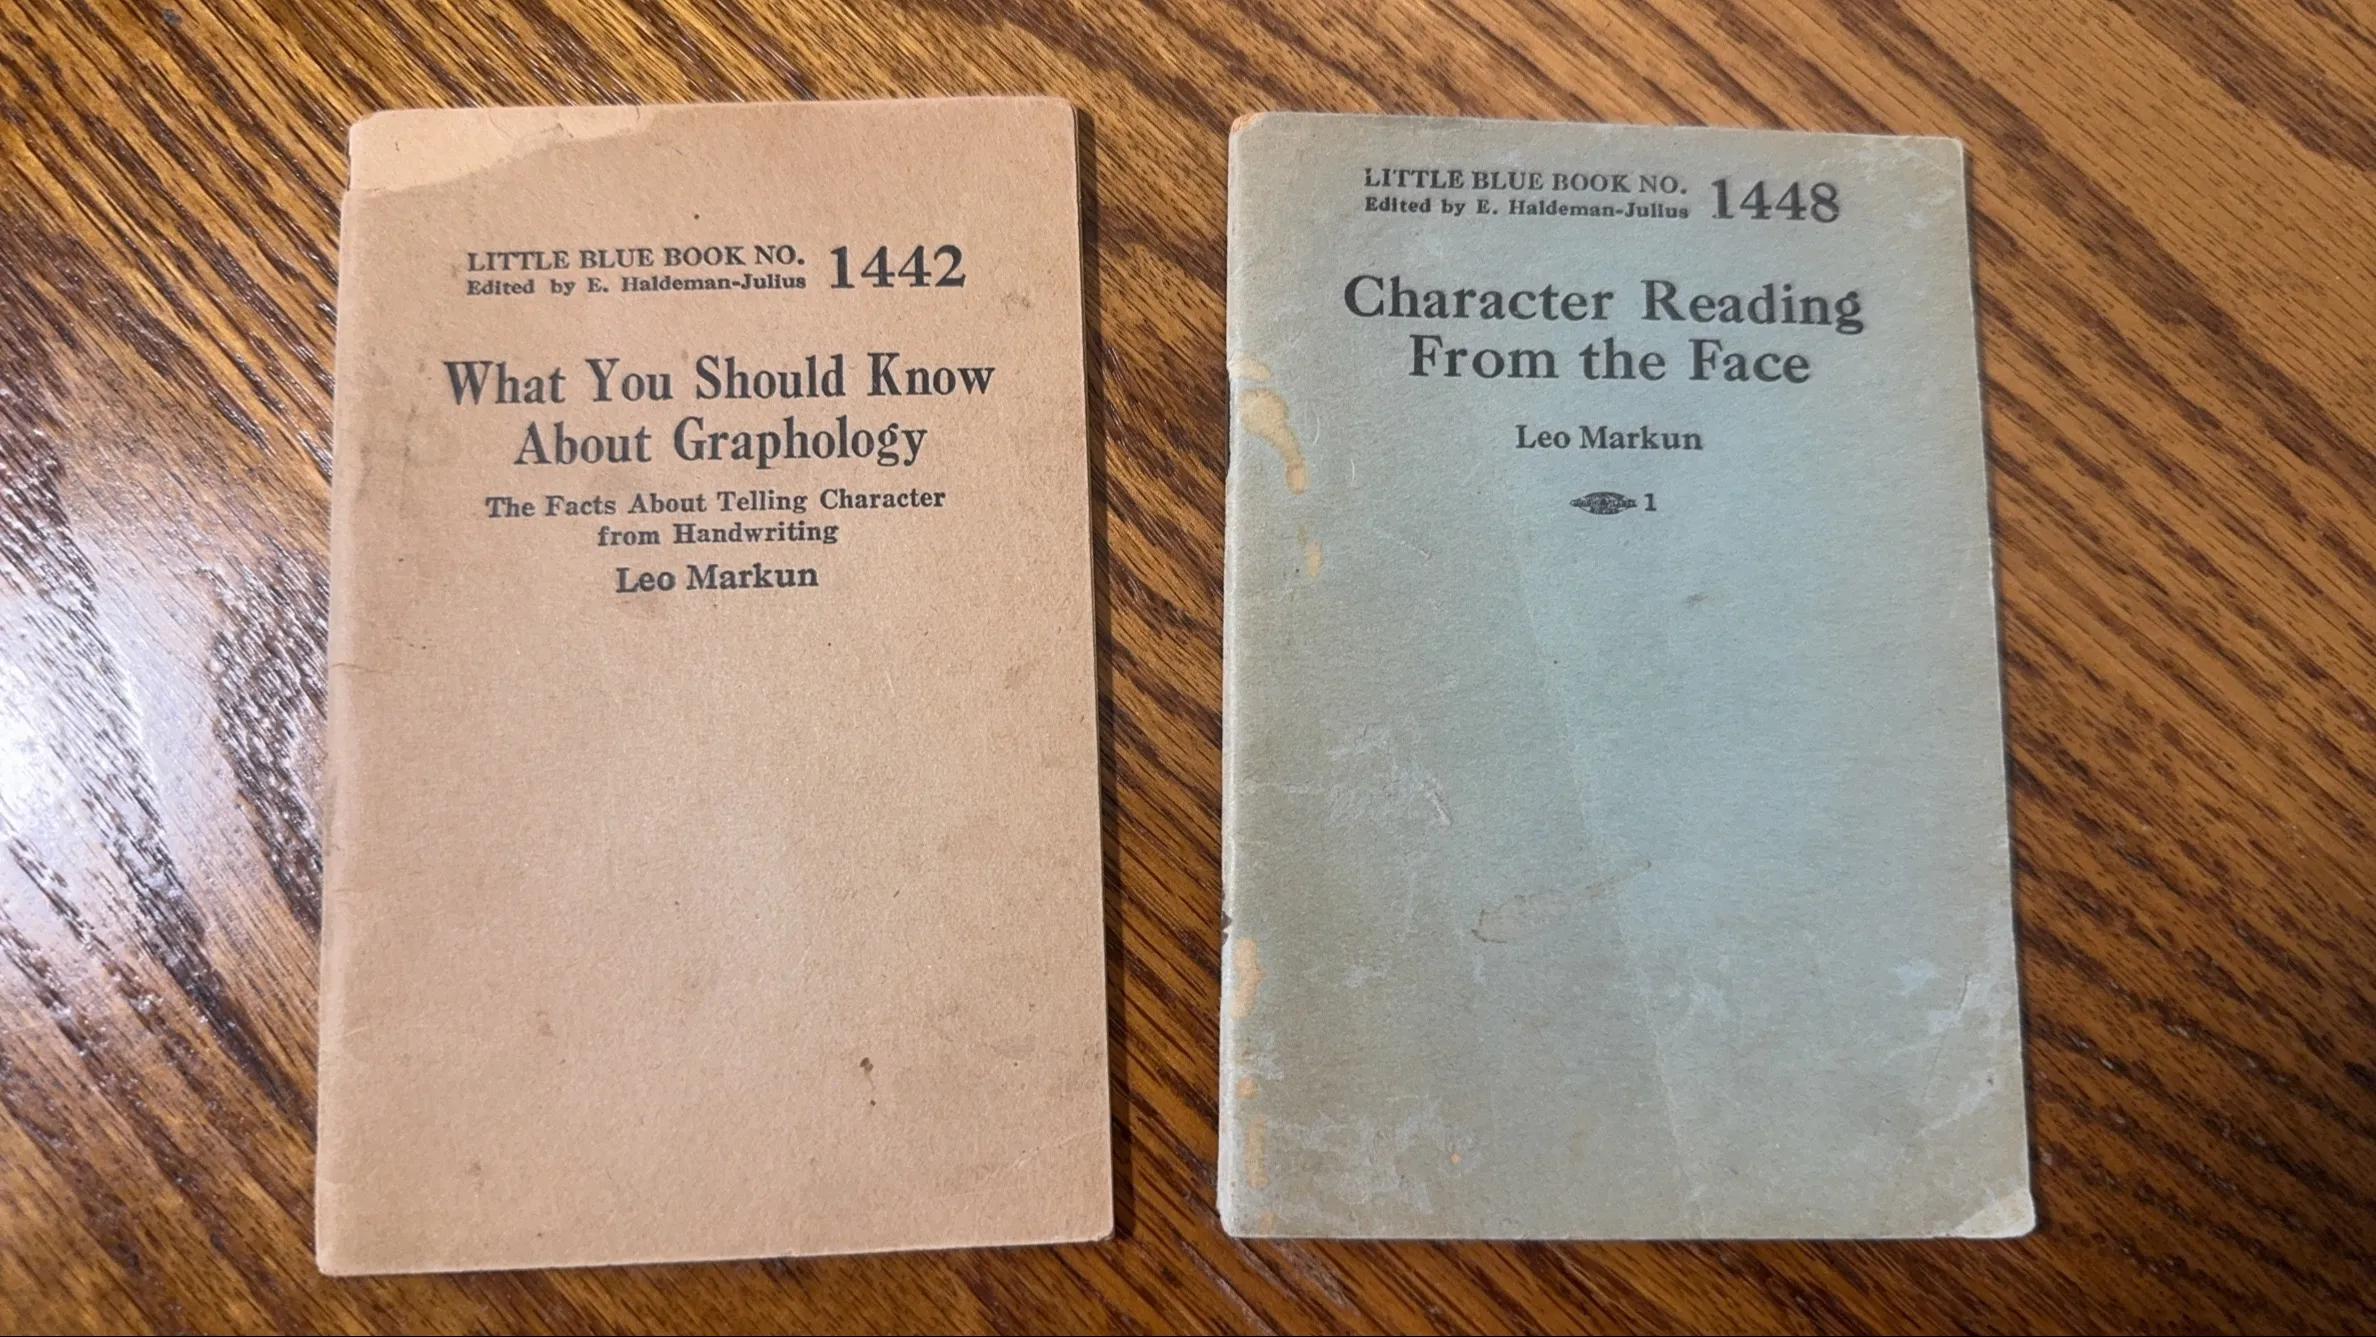 LITTLE BLUE BOOK NO. 1442
Edited by E. Haldeman-Julius
What You Should Know
About Graphology
The Facts About Telling Character
from Handwriting
Leo Markun
LITTLE BLUE BOOK NO. 1448
Edited by E. Haldeman-Julius
Character Reading
From the Face
Leo Markun
1